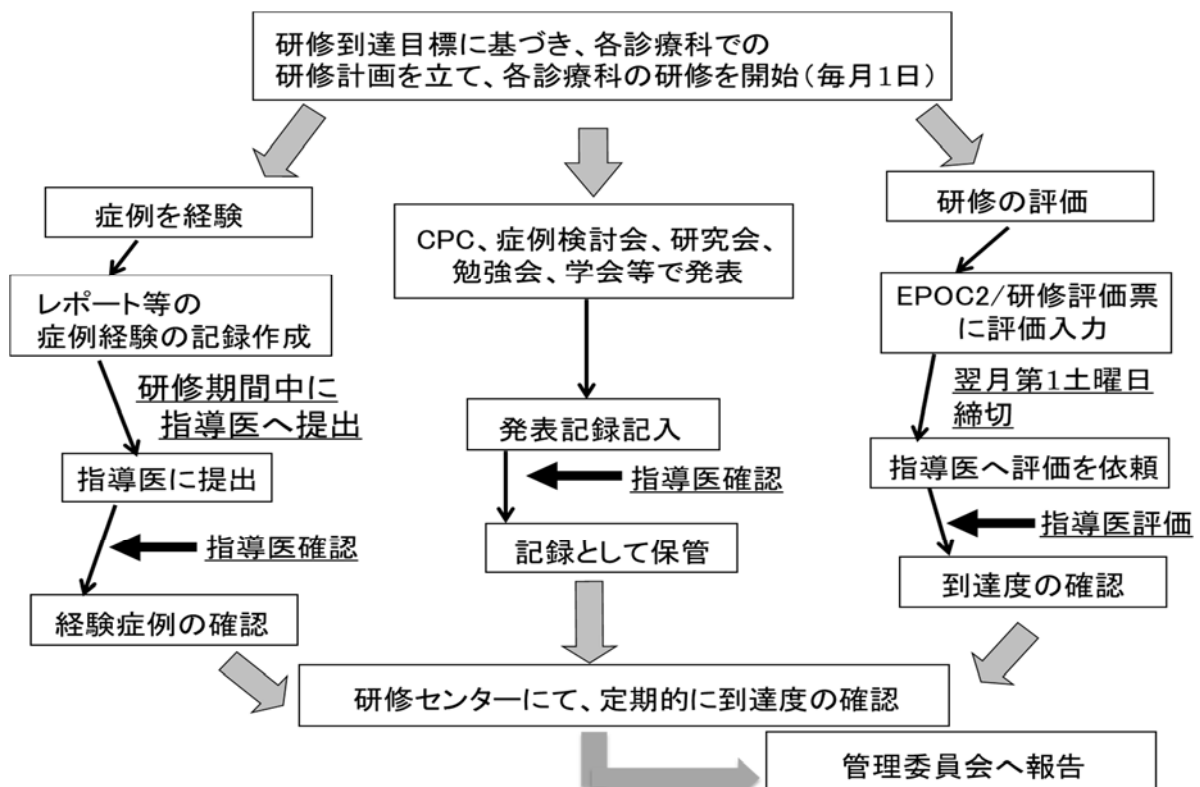 研修到達目標に基づき、各診療科での
研修計画を立て、各診療科の研修を開始(毎月1日)
症例を経験
レポート等の
症例経験の記録作成
研修期間中に
指導医へ提出
指導医に提出
指導医確認
経験症例の確認
CPC、症例検討会、研究会、
勉強会、学会等で発表
発表記録記入
指導医確認
記録として保管
研修の評価
EPOC2/研修評価票
に評価入力
翌月第1土曜日
締切
指導医へ評価を依頼
指導医評価
到達度の確認
研修センターにて、定期的に到達度の確認
管理委員会へ報告